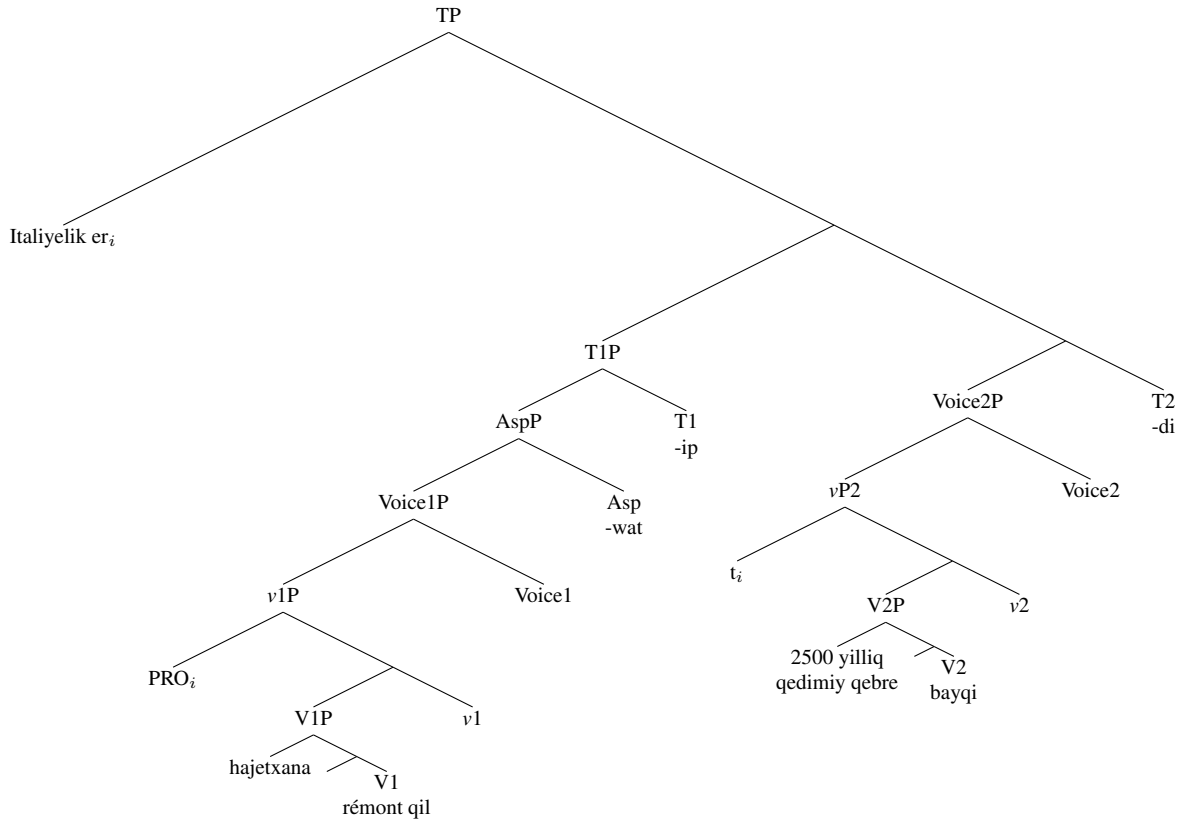 TP
Italiyelik er_i
T1P
AspP
T1
-ip
Voice2P
T2
-di
Voice1P
Asp
-wat
vP2
Voice2
v1P
Voice1
t_i
V2P
v2
PRO_i
2500 yilliq
qedimiy qebre
V2
bayqi
V1P
v1
hajetxana
V1
rémont qil